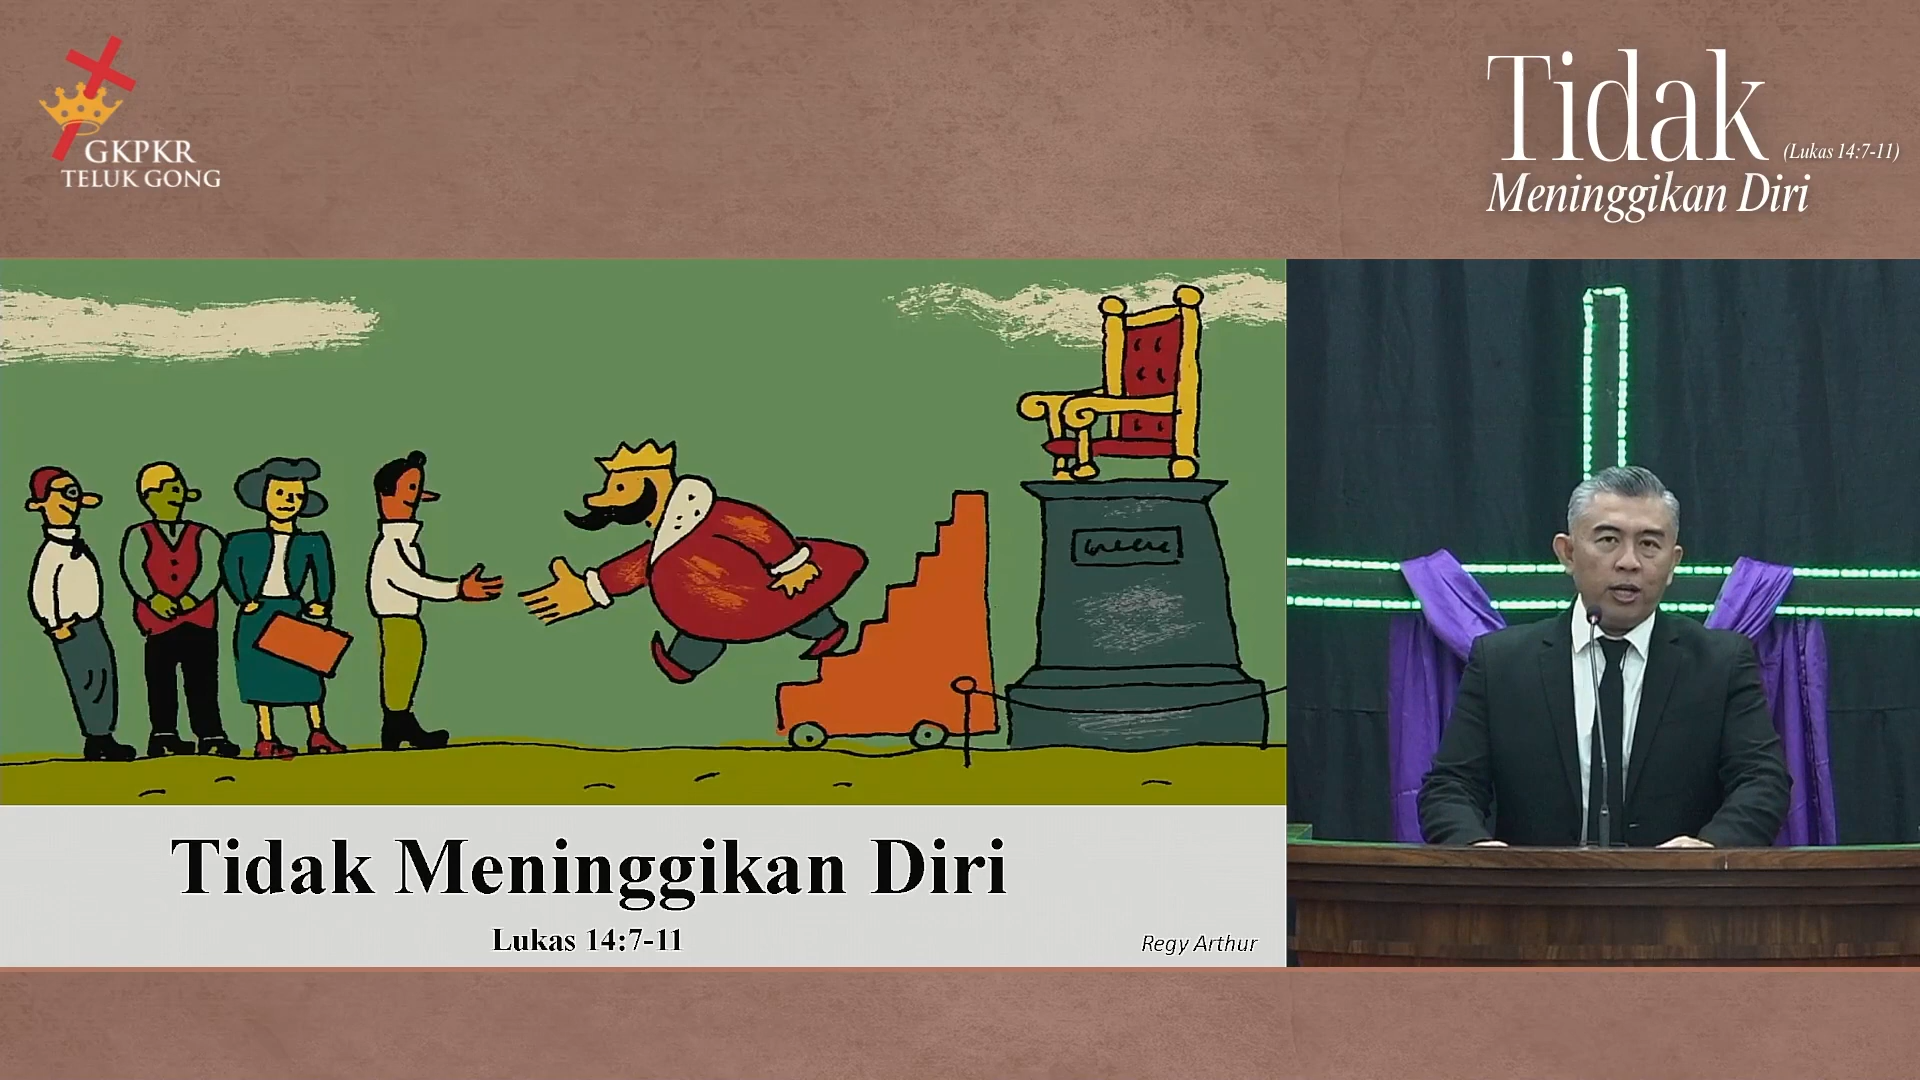 GKPKR
TELUK GONG
Tidak
(Lukas 14:7-11)
Meninggikan Diri
Tidak Meninggikan Diri
Lukas 14:7-11
Regy Arthur